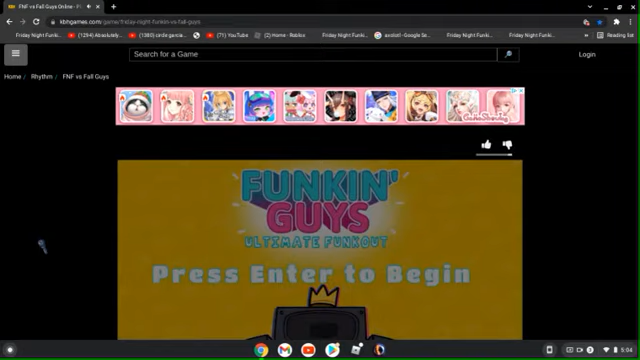 FNF vs Fall Guys Online - P
kbhgames.com/game/friday-night-funkin-vs-fall-guys
Friday Night Funki... (1294) Absolutely... (1380) carde garcia... (71) YouTube (2) Home : Roblox Friday Night Funki... asdotf - Google Se... Friday Night Funki... Friday Night Funki... » Reading list
Search for a Game
Login
Home / Rhythm / FNF vs Fall Guys
FUNKIN'
GUYS
ULTIMATE FUNKOUT
Press Enter to Begin
5:04